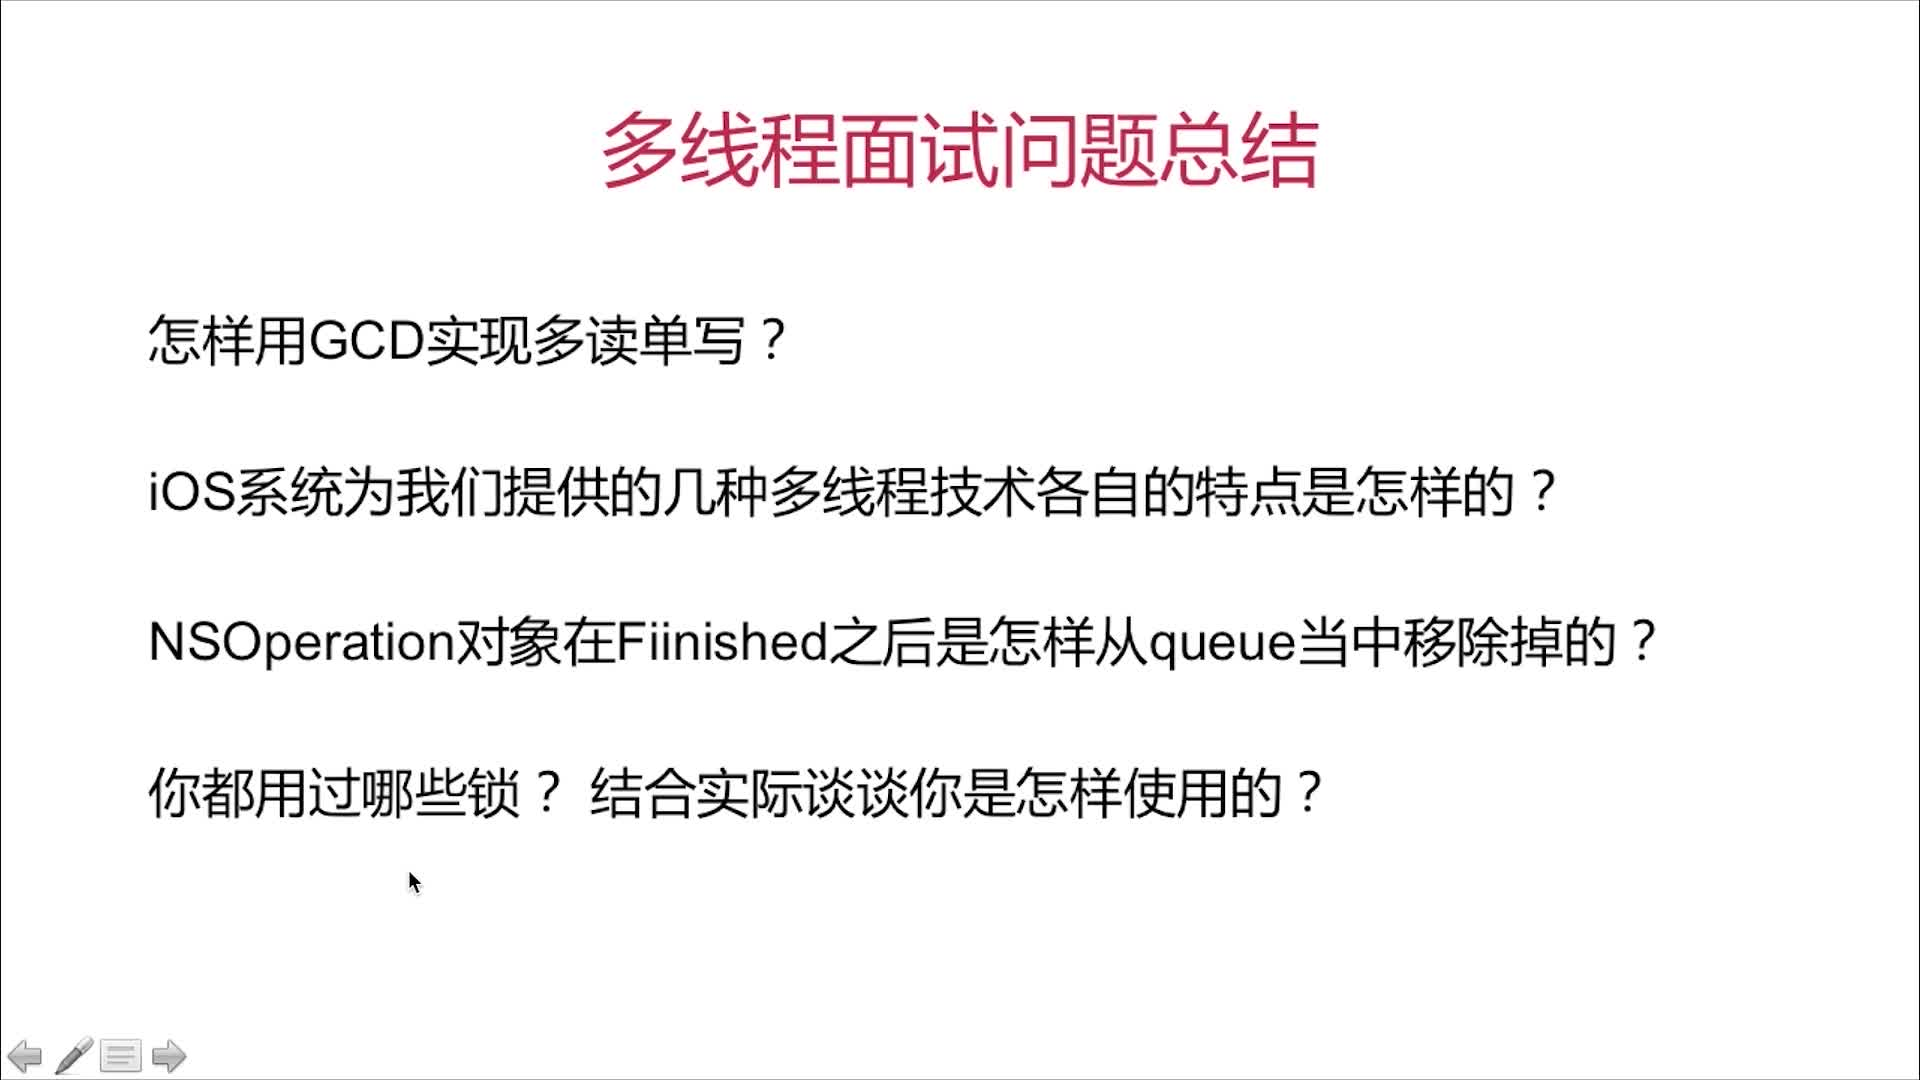 多线程面试问题总结
怎样用GCD实现多读单写？
iOS系统为我们提供的几种多线程技术各自的特点是怎样的？
NSOperation对象在Fiinished之后是怎样从queue当中移除掉的？
你都用过哪些锁？ 结合实际谈谈你是怎样使用的？